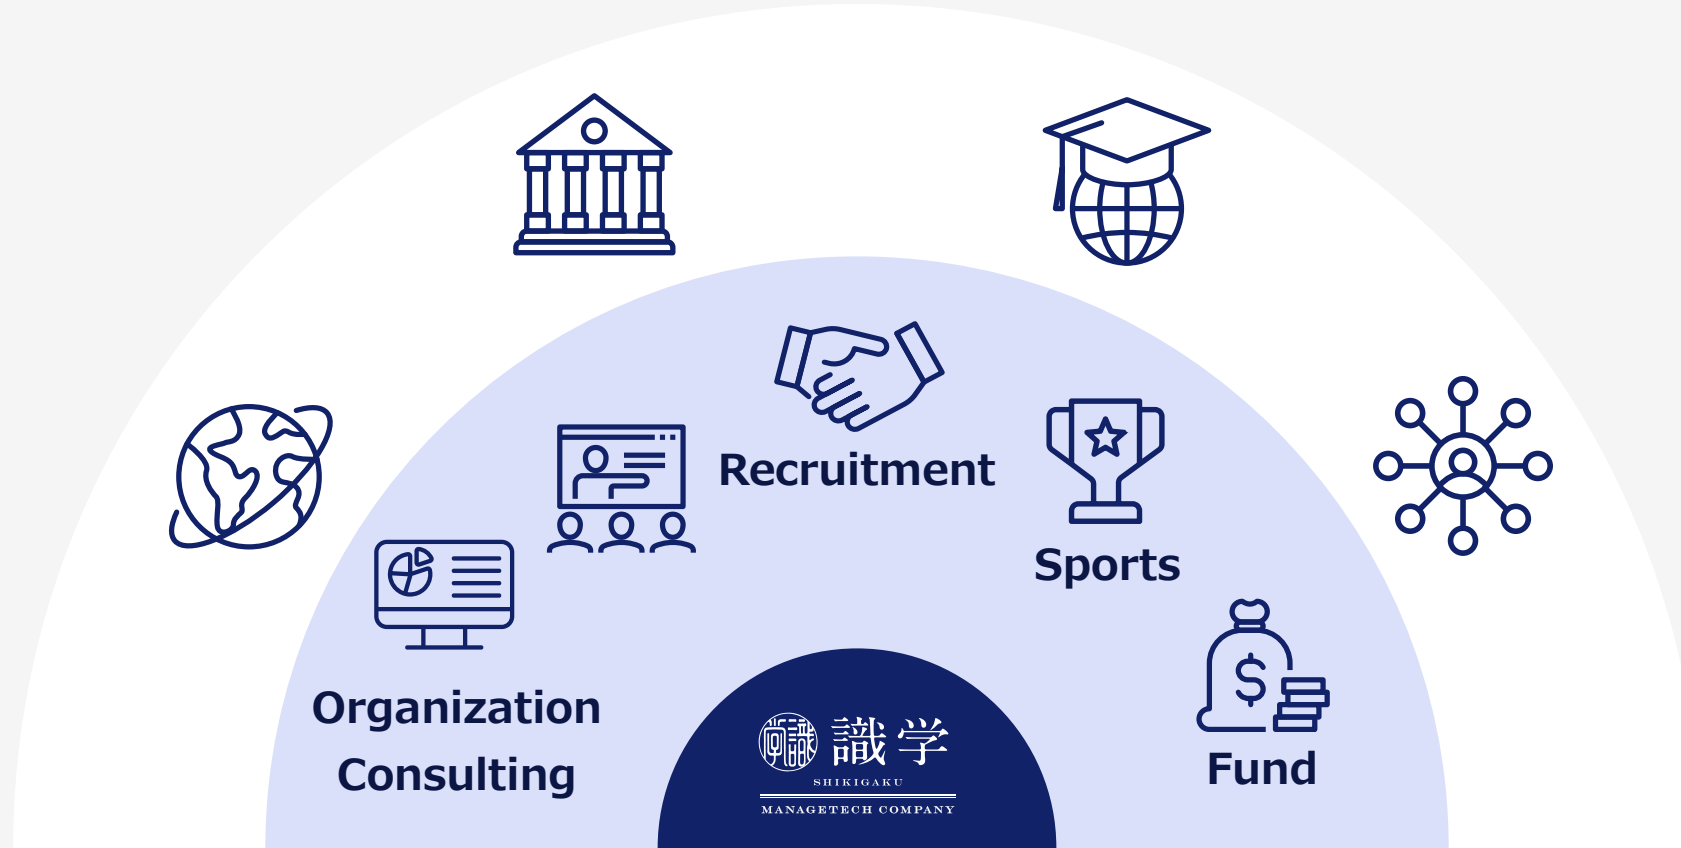 Recruitment
Sports
Organization
Consulting
Fund
識学
SHIKIGAKU
MANAGETECH COMPANY
$